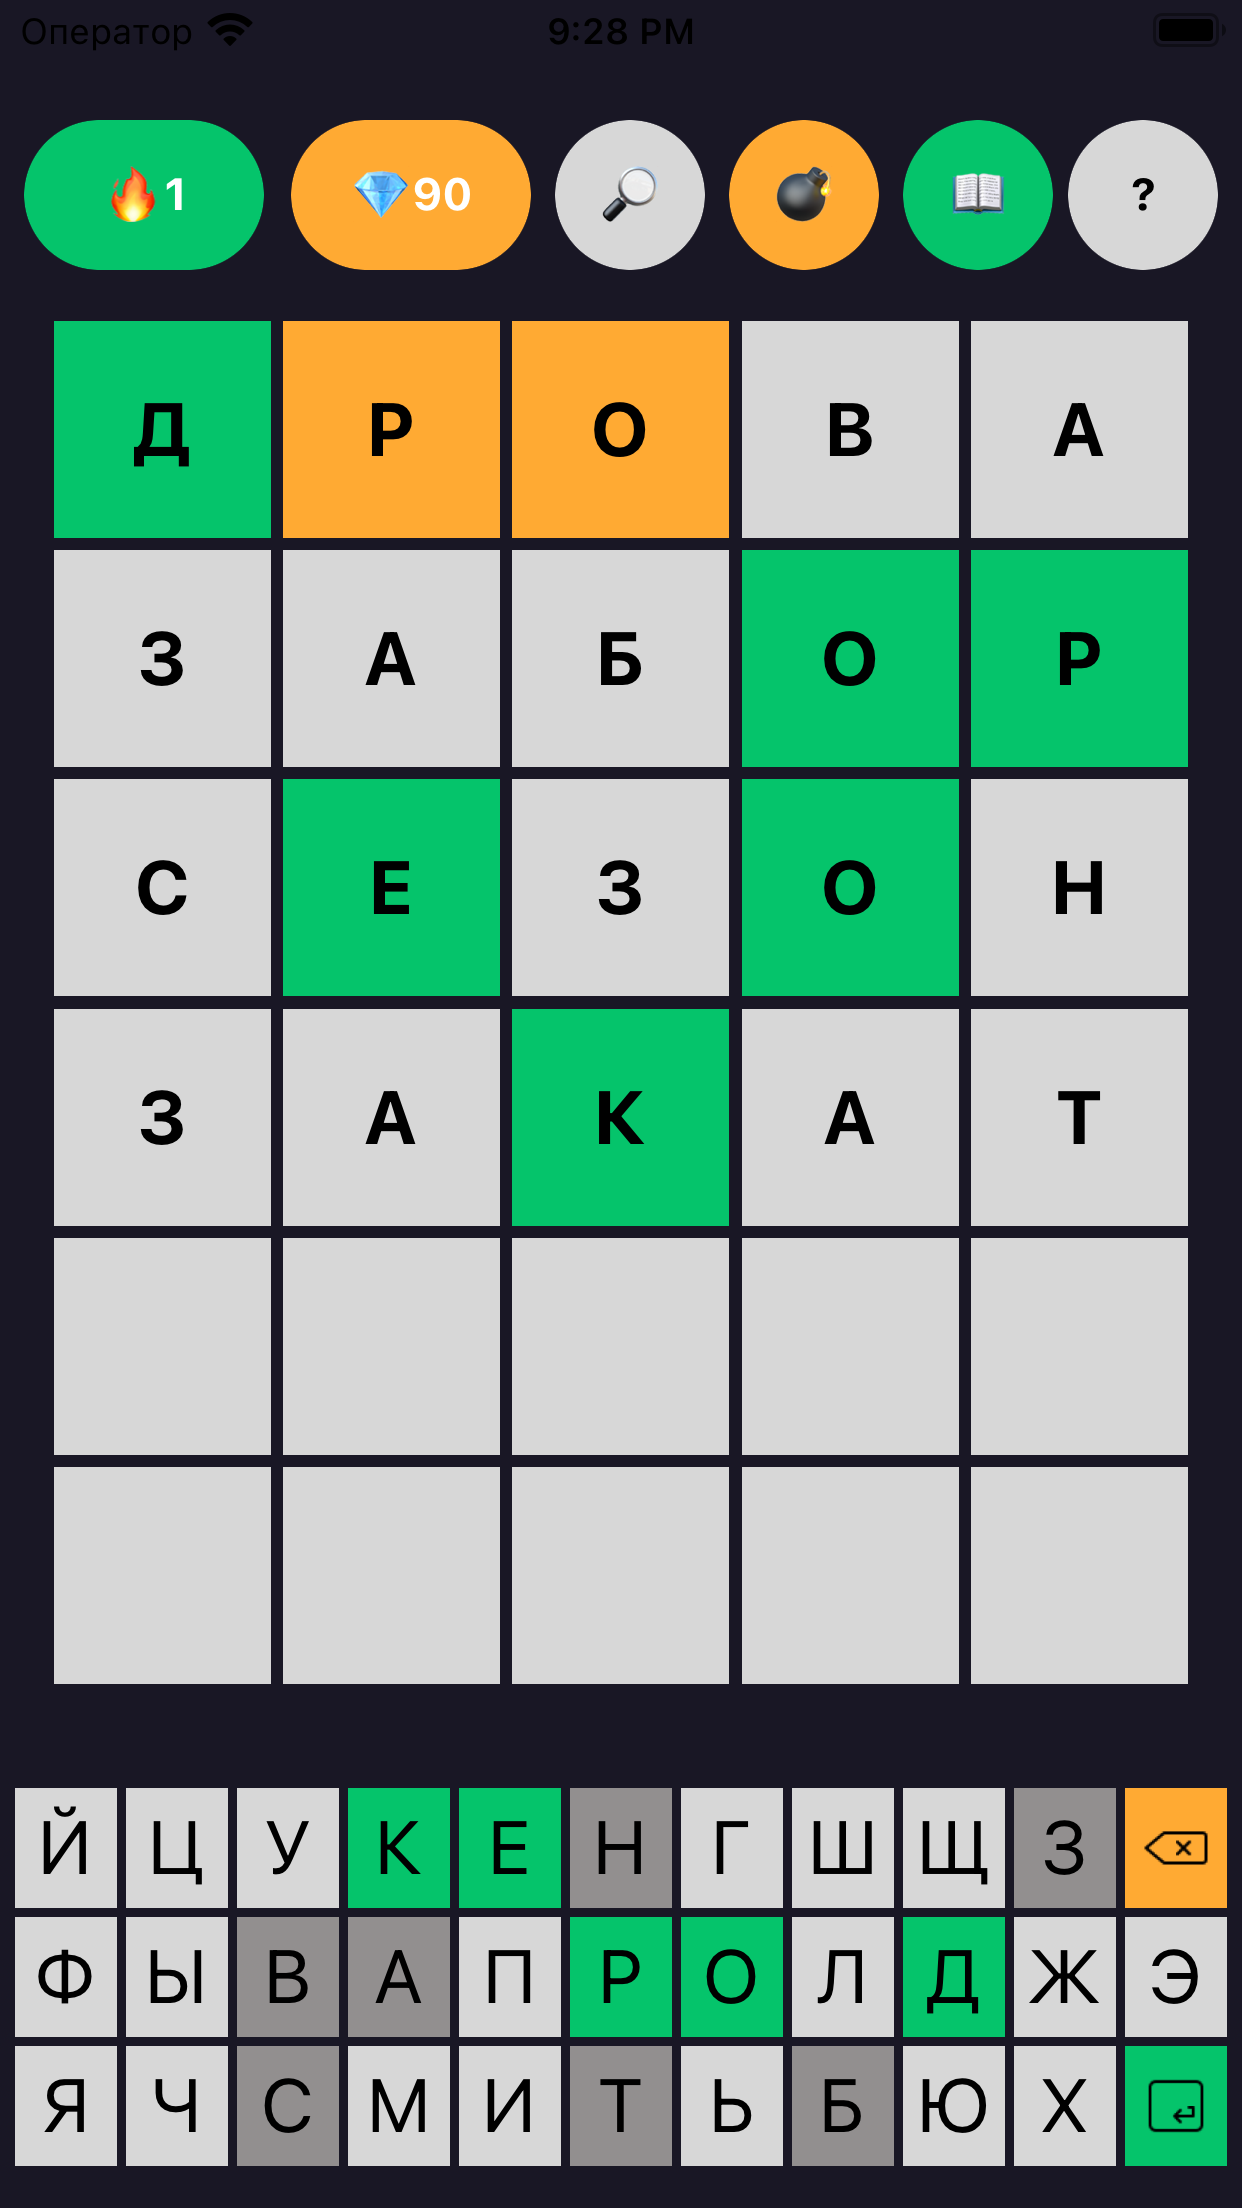 Оператор 9:28 PM
1 90 ?
Д Р О В А
З А Б О Р
С Е З О Н
З А К А Т
Й Ц У К Е Н Г Ш Щ З
Ф Ы В А П Р О Л Д Ж Э
Я Ч С М И Т Ь Б Ю Х